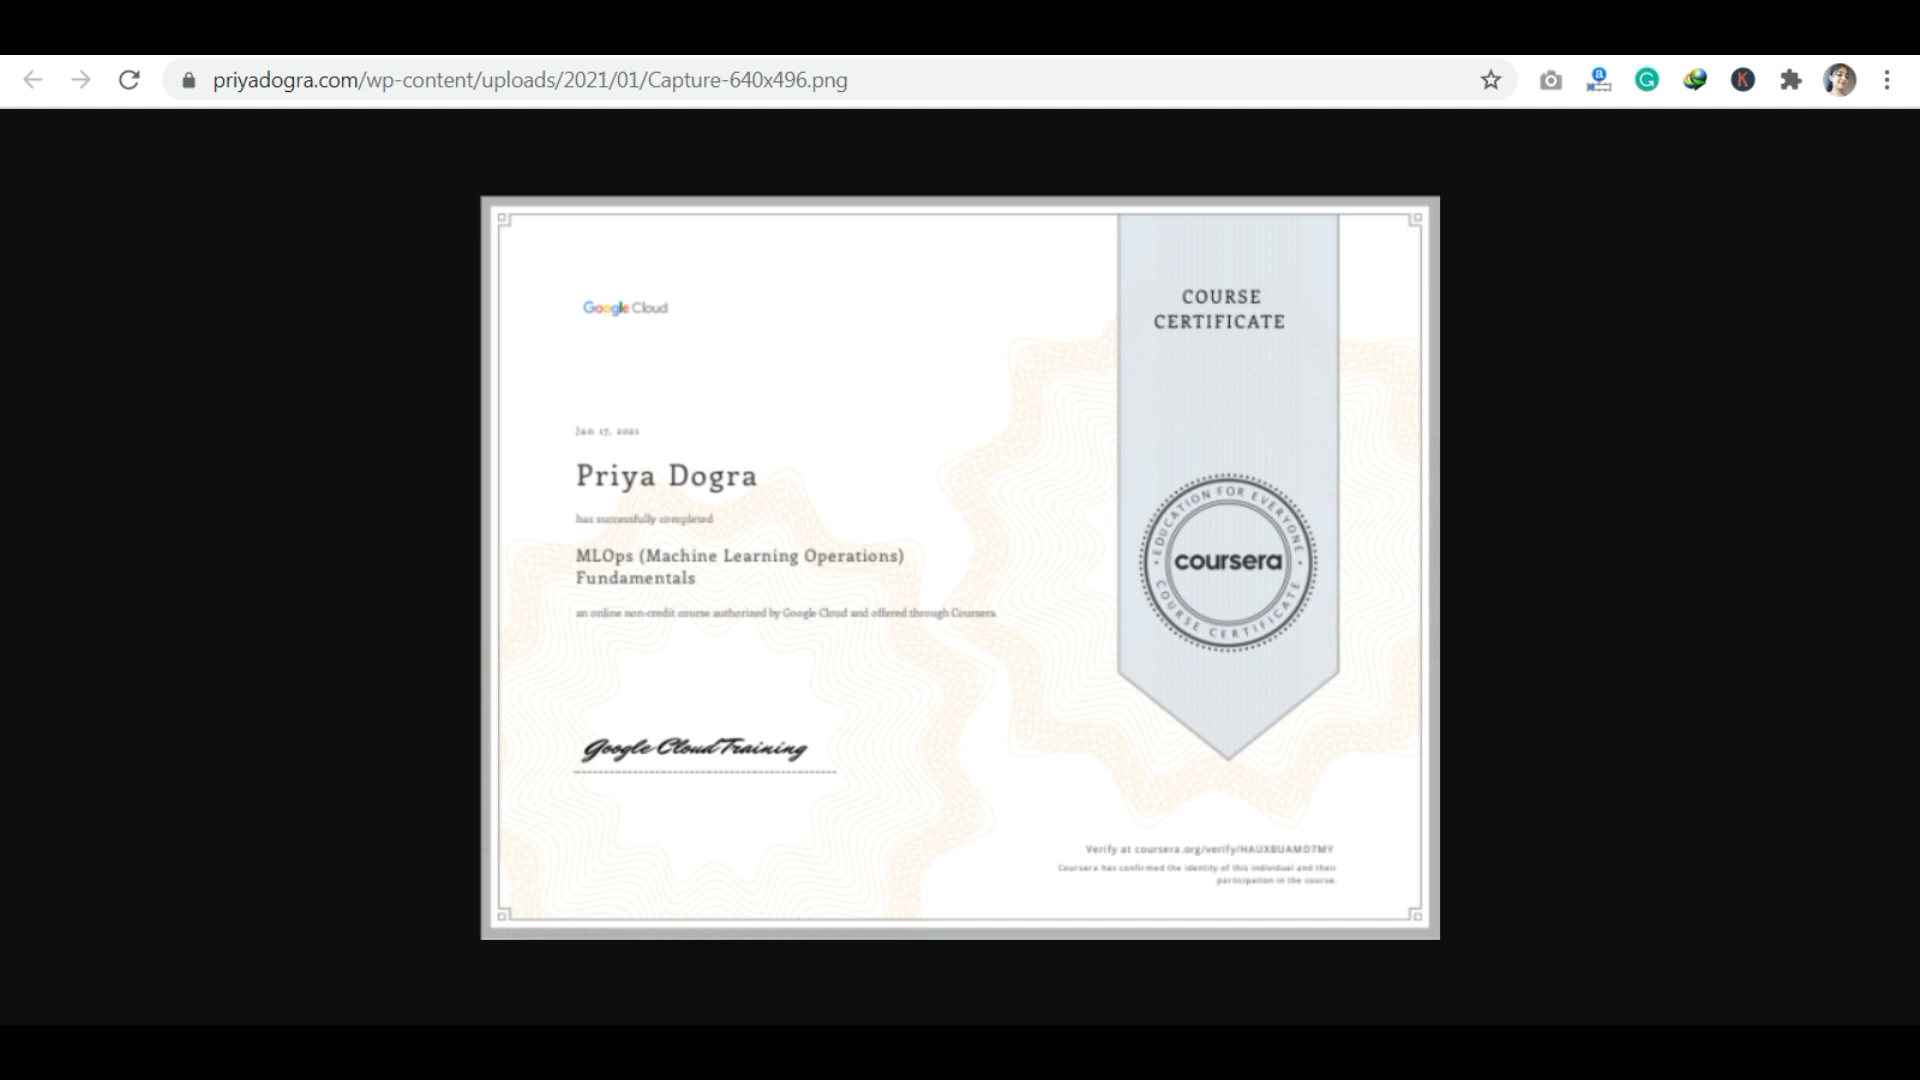 priyadogra.com/wp-content/uploads/2021/01/Capture-640x496.png
a
G
K
COURSE
CERTIFICATE
Google Cloud
Jan 17, 2021
Priya Dogra
has successfully completed
MLOps (Machine Learning Operations)
Fundamentals
an online non-credit course authorized by Google Cloud and offered through Coursera
EDUCATION FOR EVERYONE
coursera
COURSE CERTIFICATE
Google Cloud Training
Verify at coursera.org/verify/HAUXBUAMD7MY
Coursera has confirmed the identity of this individual and their
participation in the course.